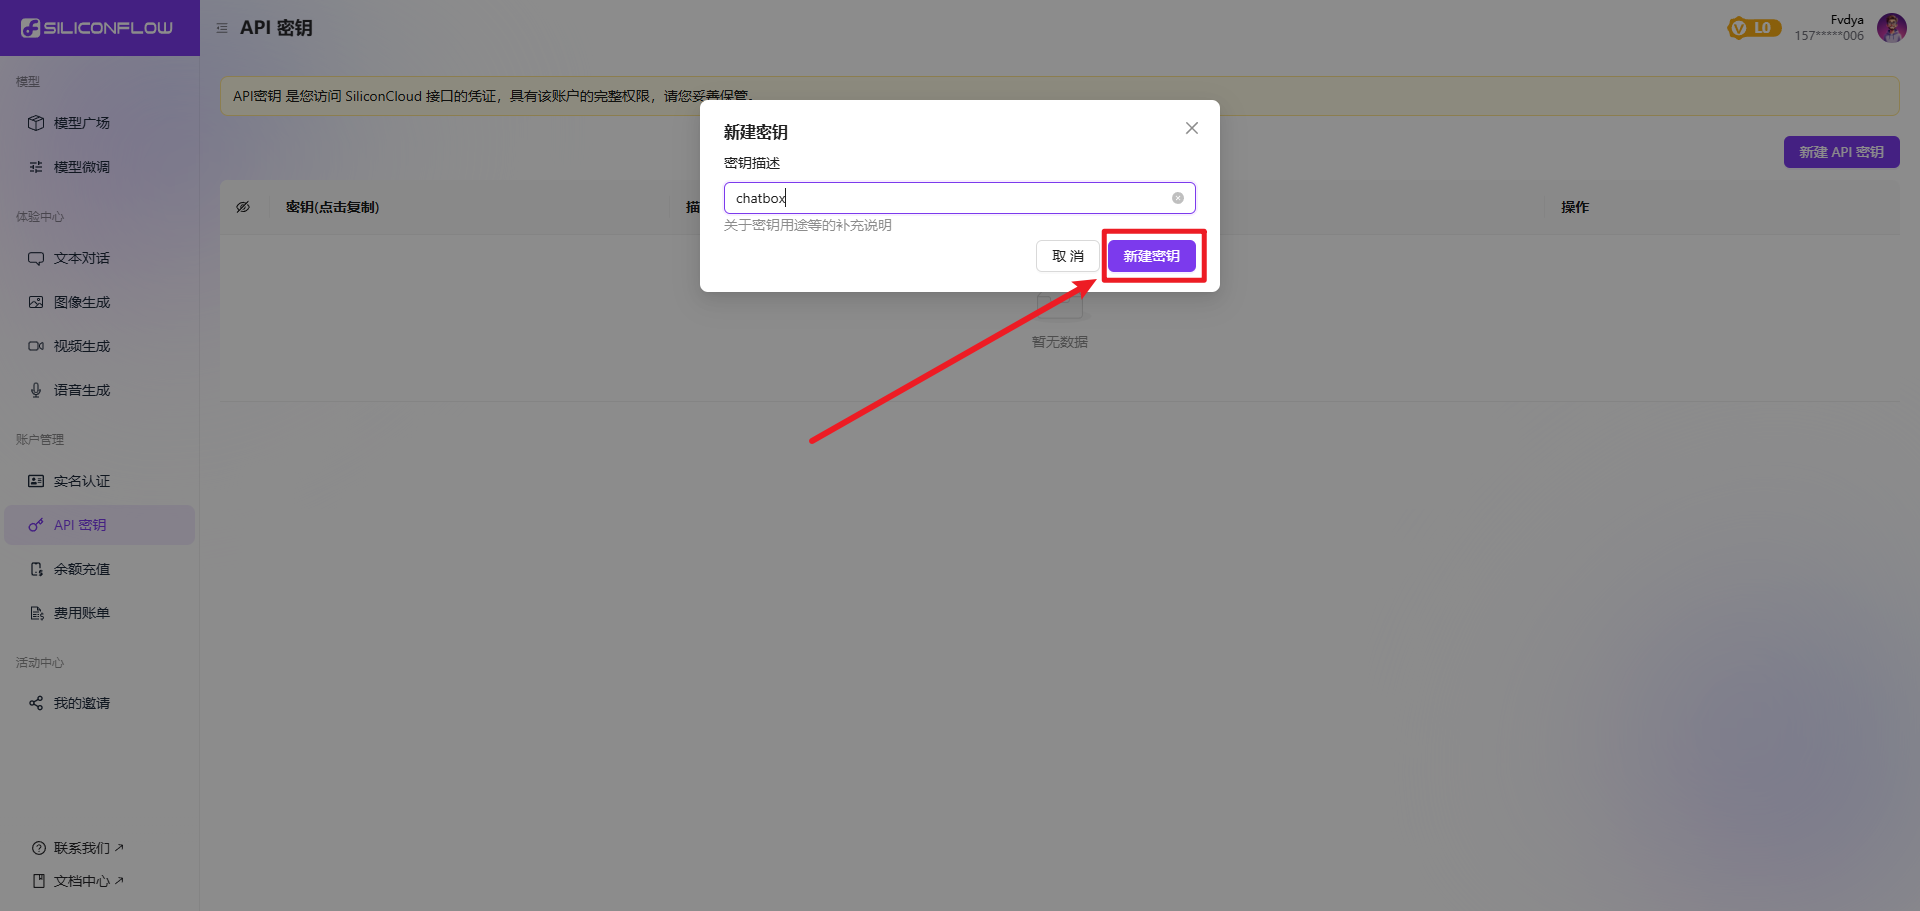 SILICONFLOW
API 密钥
L0
Fvdya
157*****006
模型
模型广场
模型微调
体验中心
文本对话
图像生成
视频生成
语音生成
账户管理
实名认证
API 密钥
余额充值
费用账单
活动中心
我的邀请
联系我们
文档中心
API密钥 是您访问 SiliconCloud 接口的凭证，具有该账户的完整权限，请您妥善保管。
新建 API 密钥
密钥(点击复制)
描
操作
暂无数据
新建密钥
密钥描述
chatbox
关于密钥用途等的补充说明
取 消
新建密钥